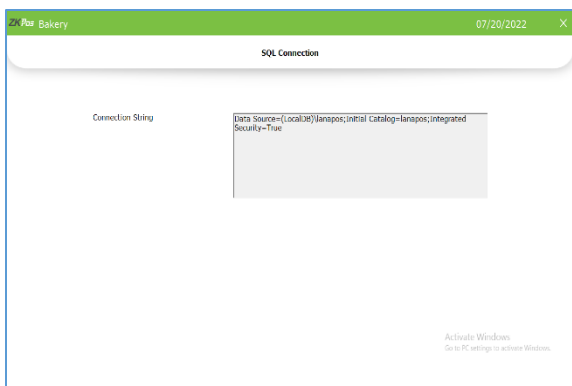 ZKPos Bakery 07/20/2022 X
SQL Connection
Connection String
Data Source=(LocalDB)\lanapos;Initial Catalog=lanapos;Integrated
Security=True
Activate Windows
Go to PC settings to activate Windows.